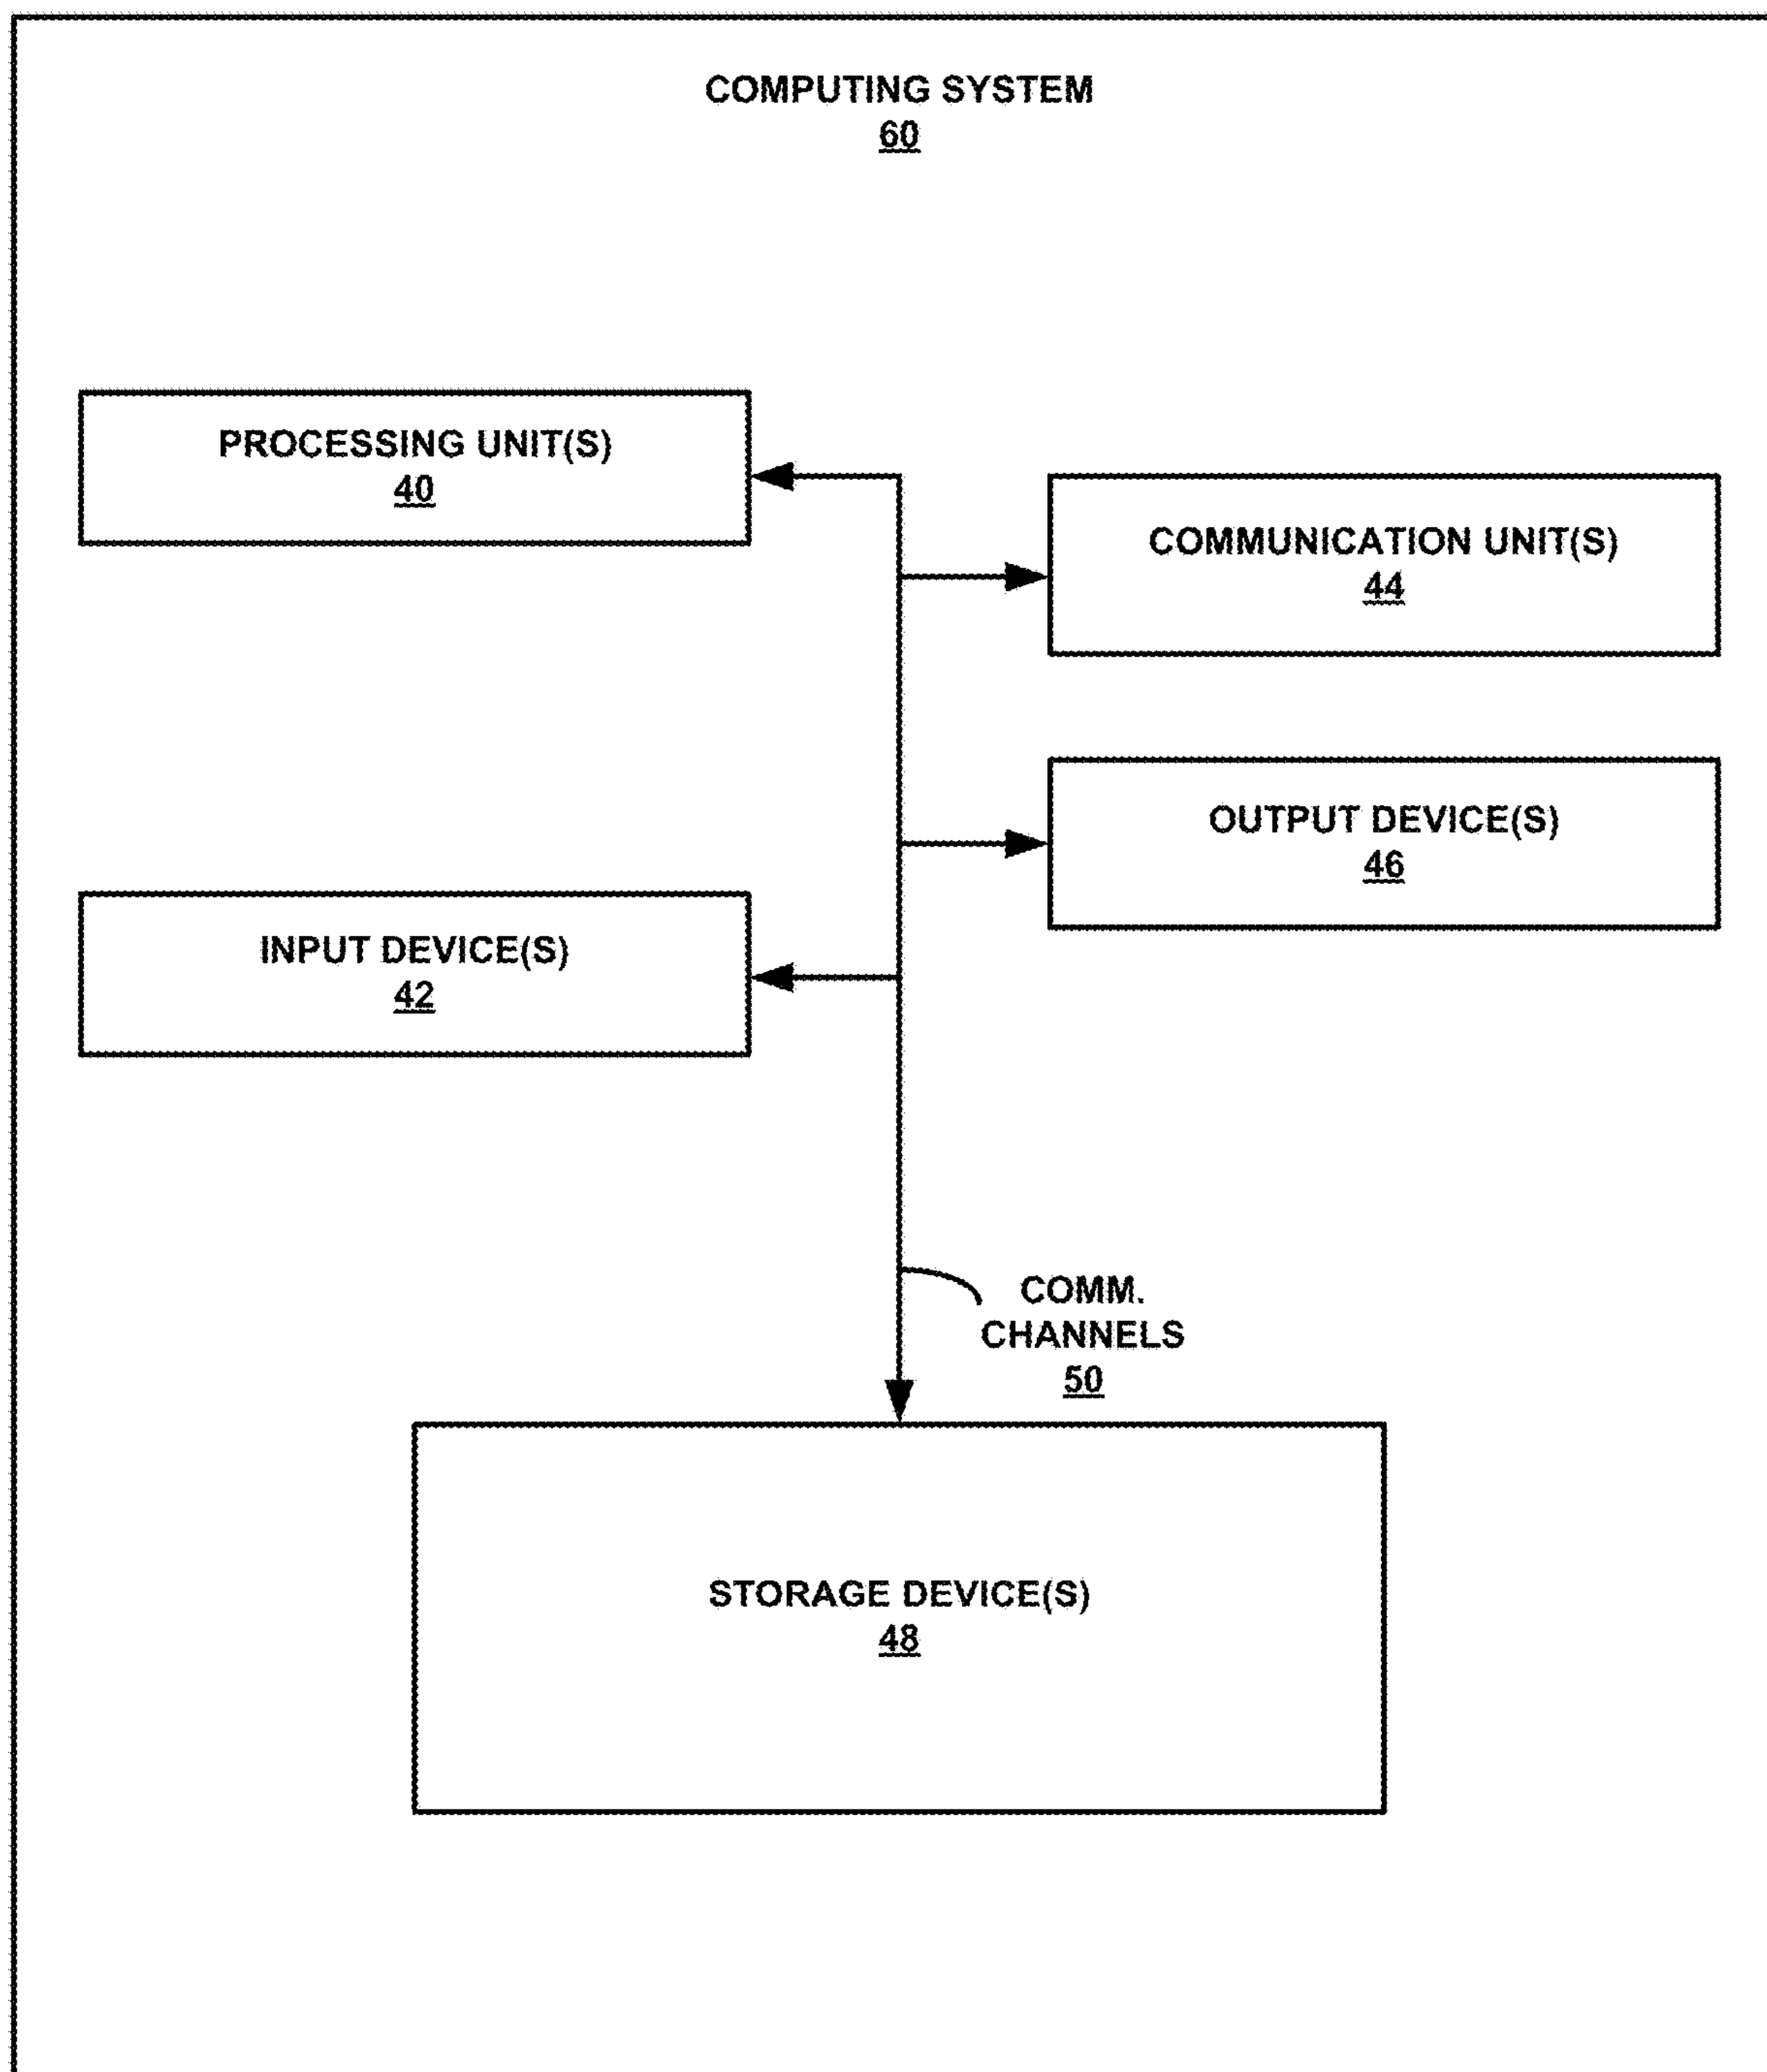 COMPUTING SYSTEM
60
PROCESSING UNIT(S)
40
COMMUNICATION UNIT(S)
44
OUTPUT DEVICE(S)
46
INPUT DEVICE(S)
42
COMM.
CHANNELS
50
STORAGE DEVICE(S)
48